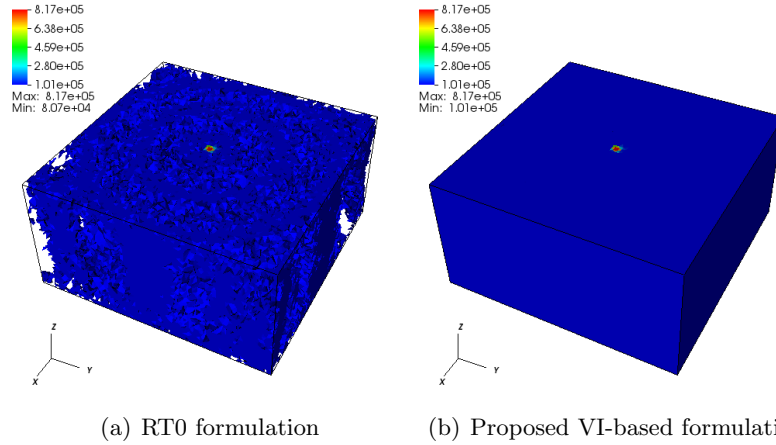 8.17e+05
6.38e+05
4.59e+05
2.80e+05
1.01e+05
Max: 8.17e+05
Min: 8.07e+04
Z
Y
X
(a) RT0 formulation
8.17e+05
6.38e+05
4.59e+05
2.80e+05
1.01e+05
Max: 8.17e+05
Min: 1.01e+05
Z
Y
X
(b) Proposed VI-based formulati